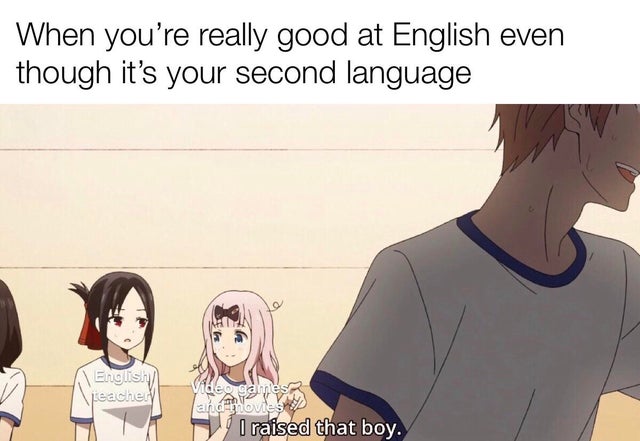 When you’re really good at English even
though it’s your second language
English
teacher
Video games
and movies
I raised that boy.